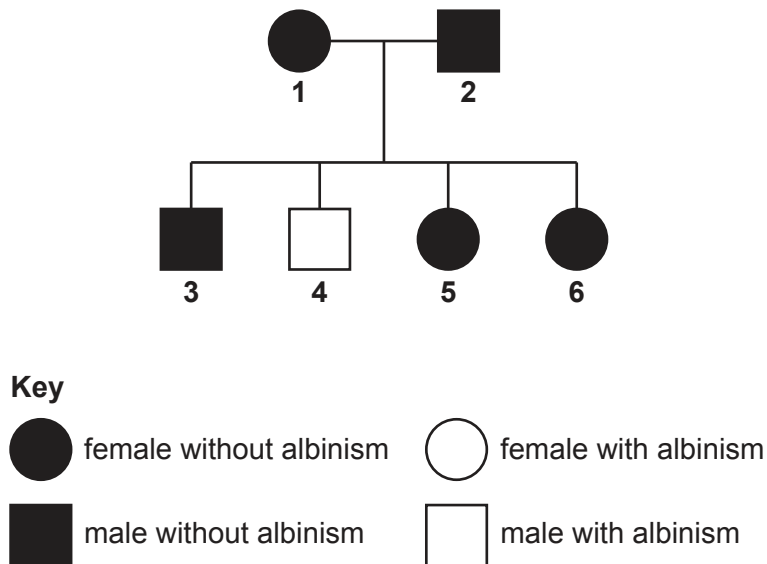 1 2
3 4 5 6
Key
female without albinism female with albinism
male without albinism male with albinism